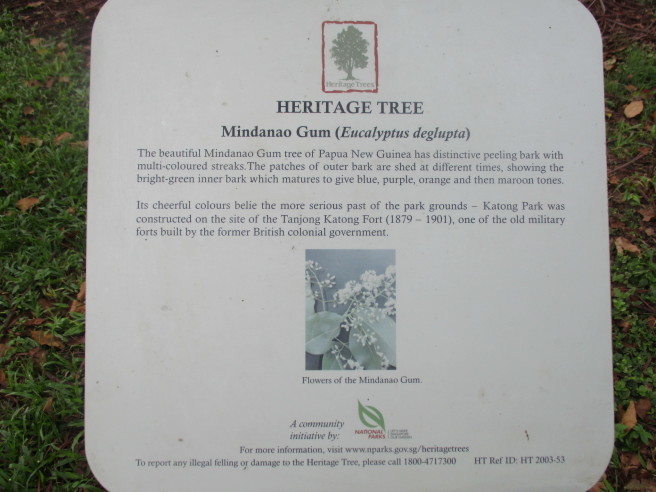 Heritage Trees
HERITAGE TREE
Mindanao Gum (Eucalyptus deglupta)
The beautiful Mindanao Gum tree of Papua New Guinea has distinctive peeling bark with
multi-coloured streaks.The patches of outer bark are shed at different times, showing the
bright-green inner bark which matures to give blue, purple, orange and then maroon tones.
Its cheerful colours belie the more serious past of the park grounds – Katong Park was
constructed on the site of the Tanjong Katong Fort (1879 – 1901), one of the old military
forts built by the former British colonial government.
Flowers of the Mindanao Gum.
A community
initiative by:
NATIONAL
PARKS
For more information, visit www.nparks.gov.sg/heritagetrees
To report any illegal felling or damage to the Heritage Tree, please call 1800-4717300 HT Ref ID: HT 2003-53